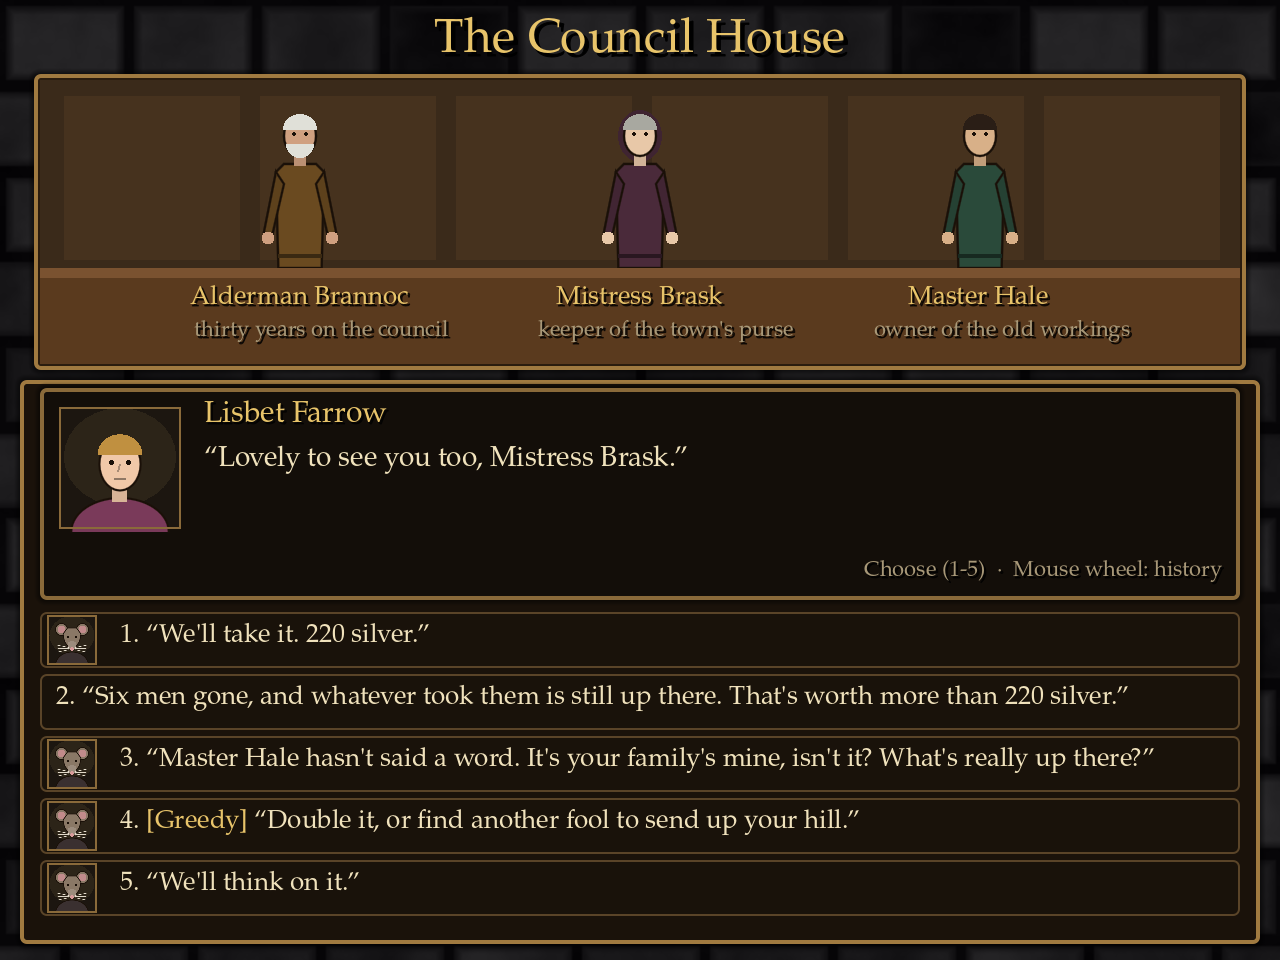 The Council House
Alderman Brannoc
thirty years on the council
Mistress Brask
keeper of the town's purse
Master Hale
owner of the old workings
Lisbet Farrow
“Lovely to see you too, Mistress Brask.”
Choose (1-5) · Mouse wheel: history
1. “We'll take it. 220 silver.”
2. “Six men gone, and whatever took them is still up there. That's worth more than 220 silver.”
3. “Master Hale hasn't said a word. It's your family's mine, isn't it? What's really up there?”
4. [Greedy] “Double it, or find another fool to send up your hill.”
5. “We'll think on it.”